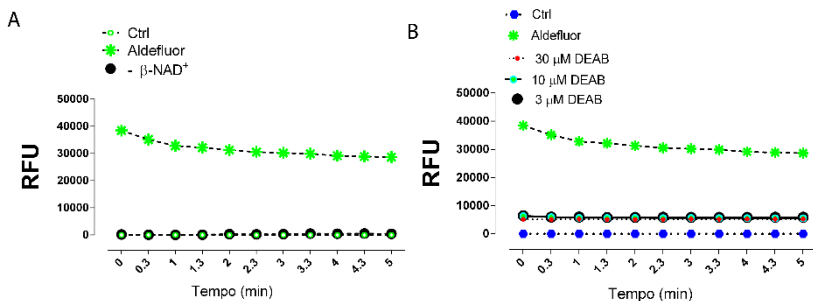 A
Ctrl
Aldefluor
- β-NAD⁺
50000
40000
30000
20000
10000
0
RFU
0
0.3
1
1.3
2
2.3
3
3.3
4
4.3
5
Tempo (min)
B
Ctrl
Aldefluor
30 μM DEAB
10 μM DEAB
3 μM DEAB
50000
40000
30000
20000
10000
0
RFU
0
0.3
1
1.3
2
2.3
3
3.3
4
4.3
5
Tempo (min)